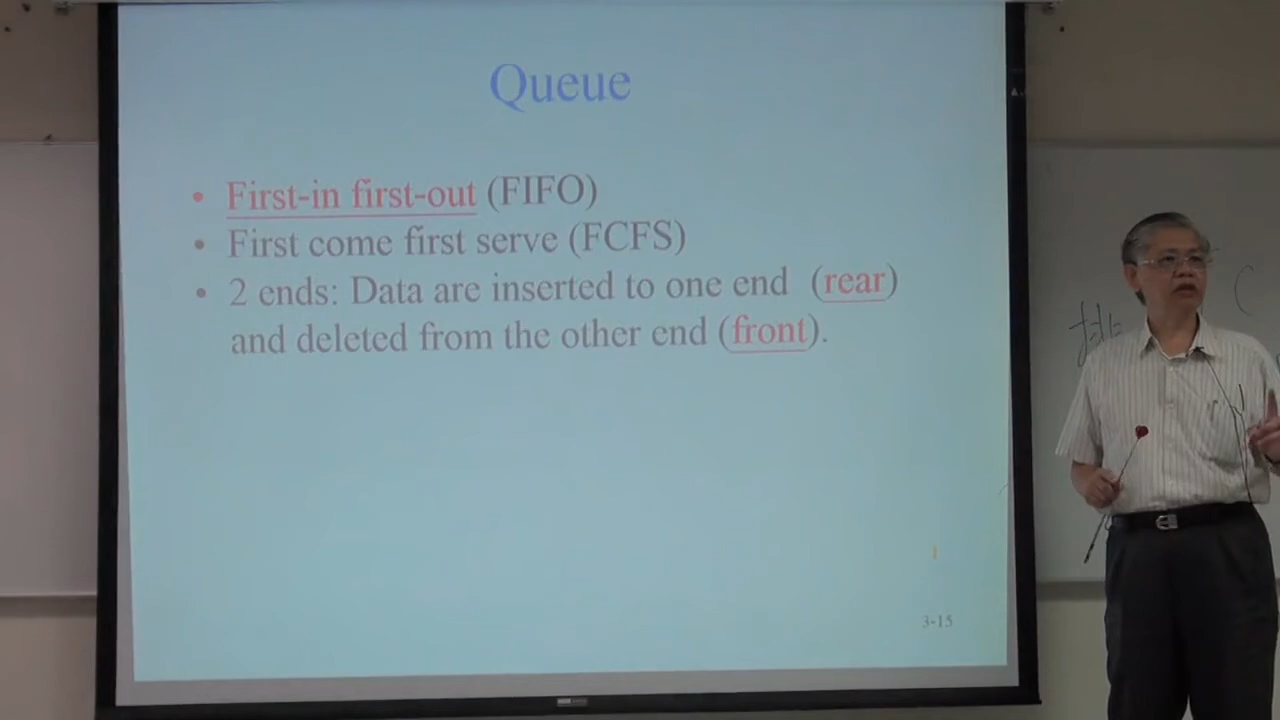 Queue
• First-in first-out (FIFO)
• First come first serve (FCFS)
• 2 ends: Data are inserted to one end (rear)
and deleted from the other end (front).
3-15